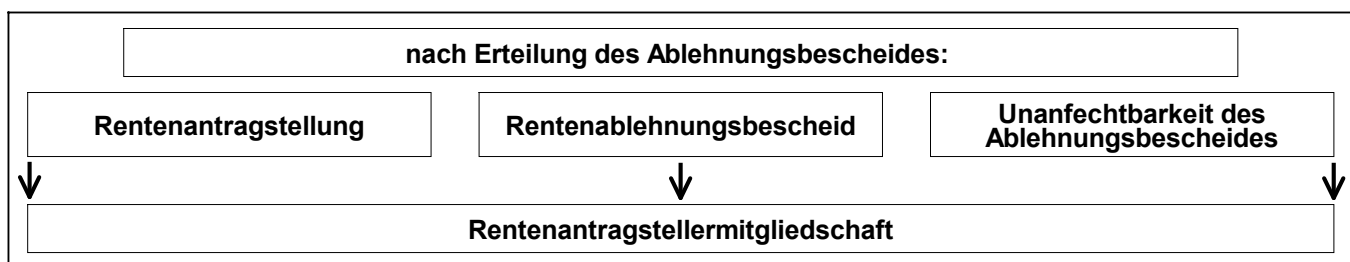 nach Erteilung des Ablehnungsbescheides:
Rentenantragstellung
Rentenablehnungsbescheid
Unanfechtbarkeit des
Ablehnungsbescheides
Rentenantragstellermitgliedschaft